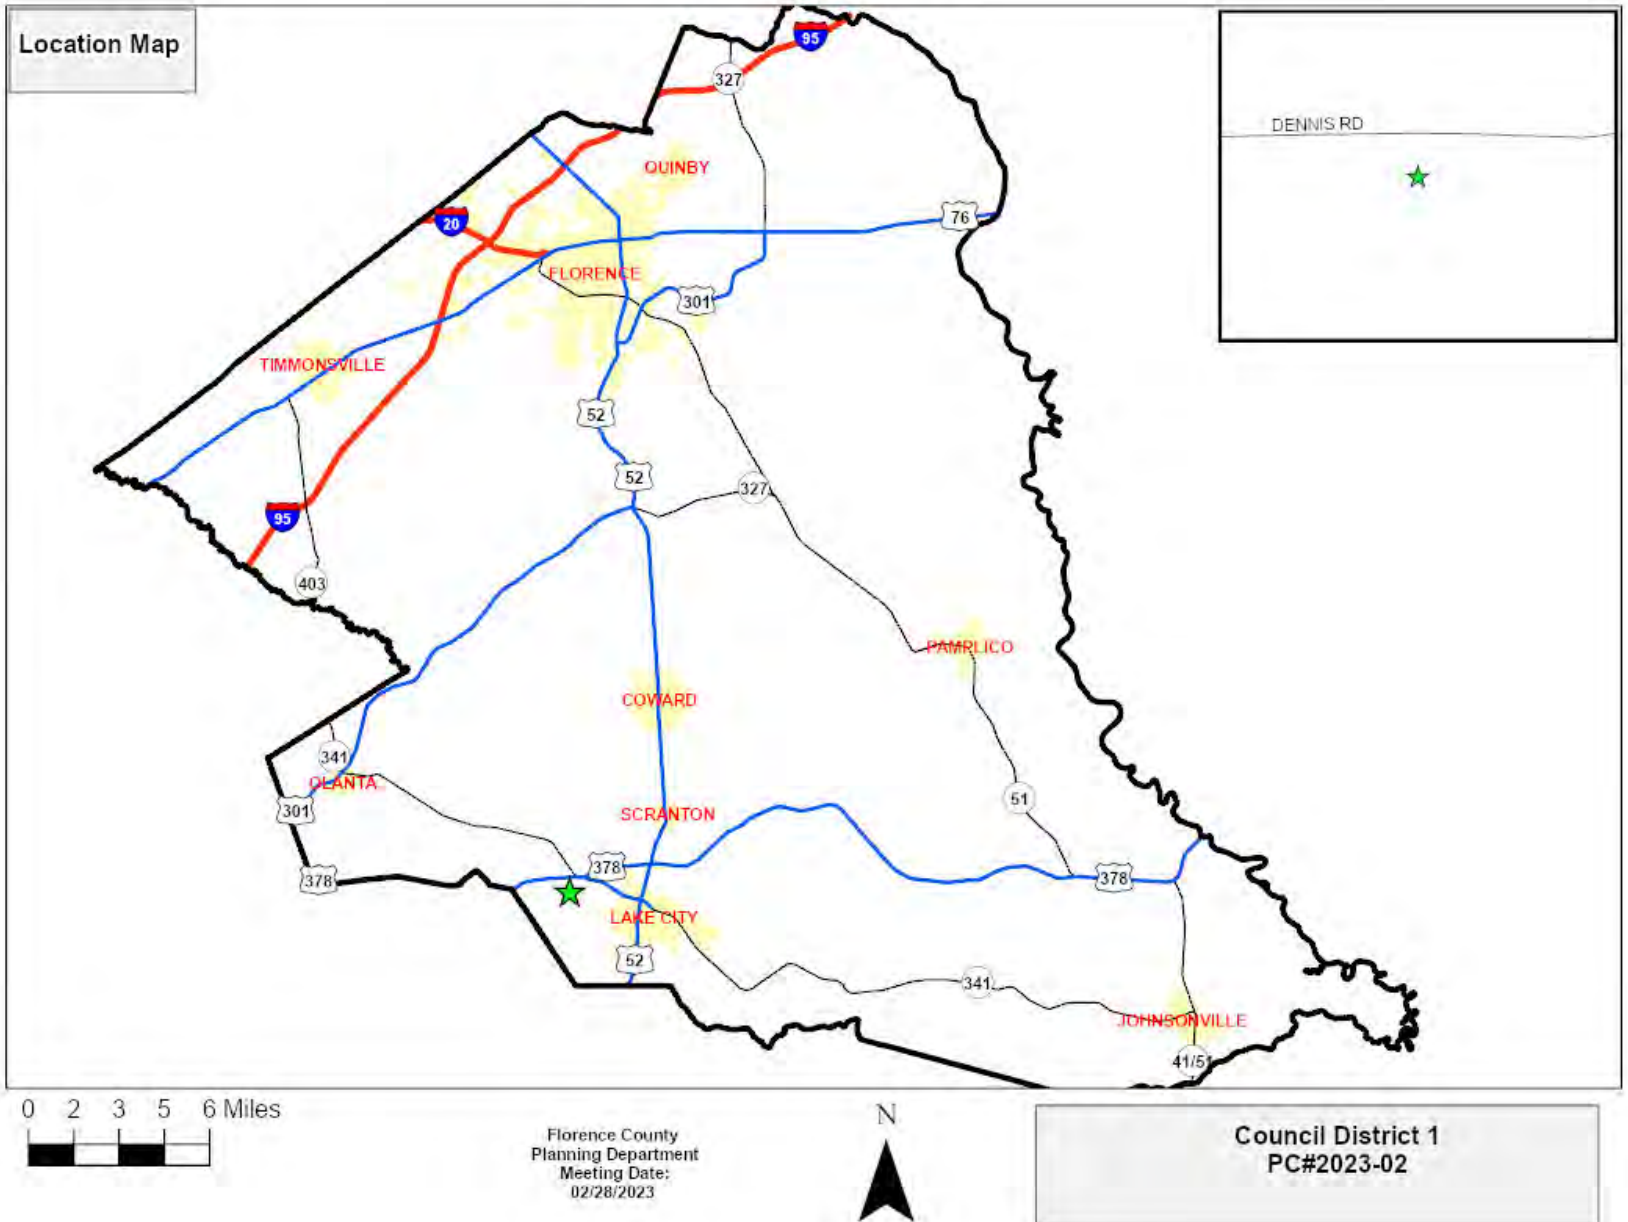 Location Map
95
327
DENNIS RD
QUINBY
20
76
FLORENCE
301
TIMMONSVILLE
52
52
327
95
403
PAMPLICO
COWARD
341
OLANTA
301
51
SCRANTON
378
378
378
LAKE CITY
52
341
JOHNSONVILLE
41/51
0 2 3 5 6 Miles
N
Florence County
Planning Department
Meeting Date:
02/28/2023
Council District 1
PC#2023-02